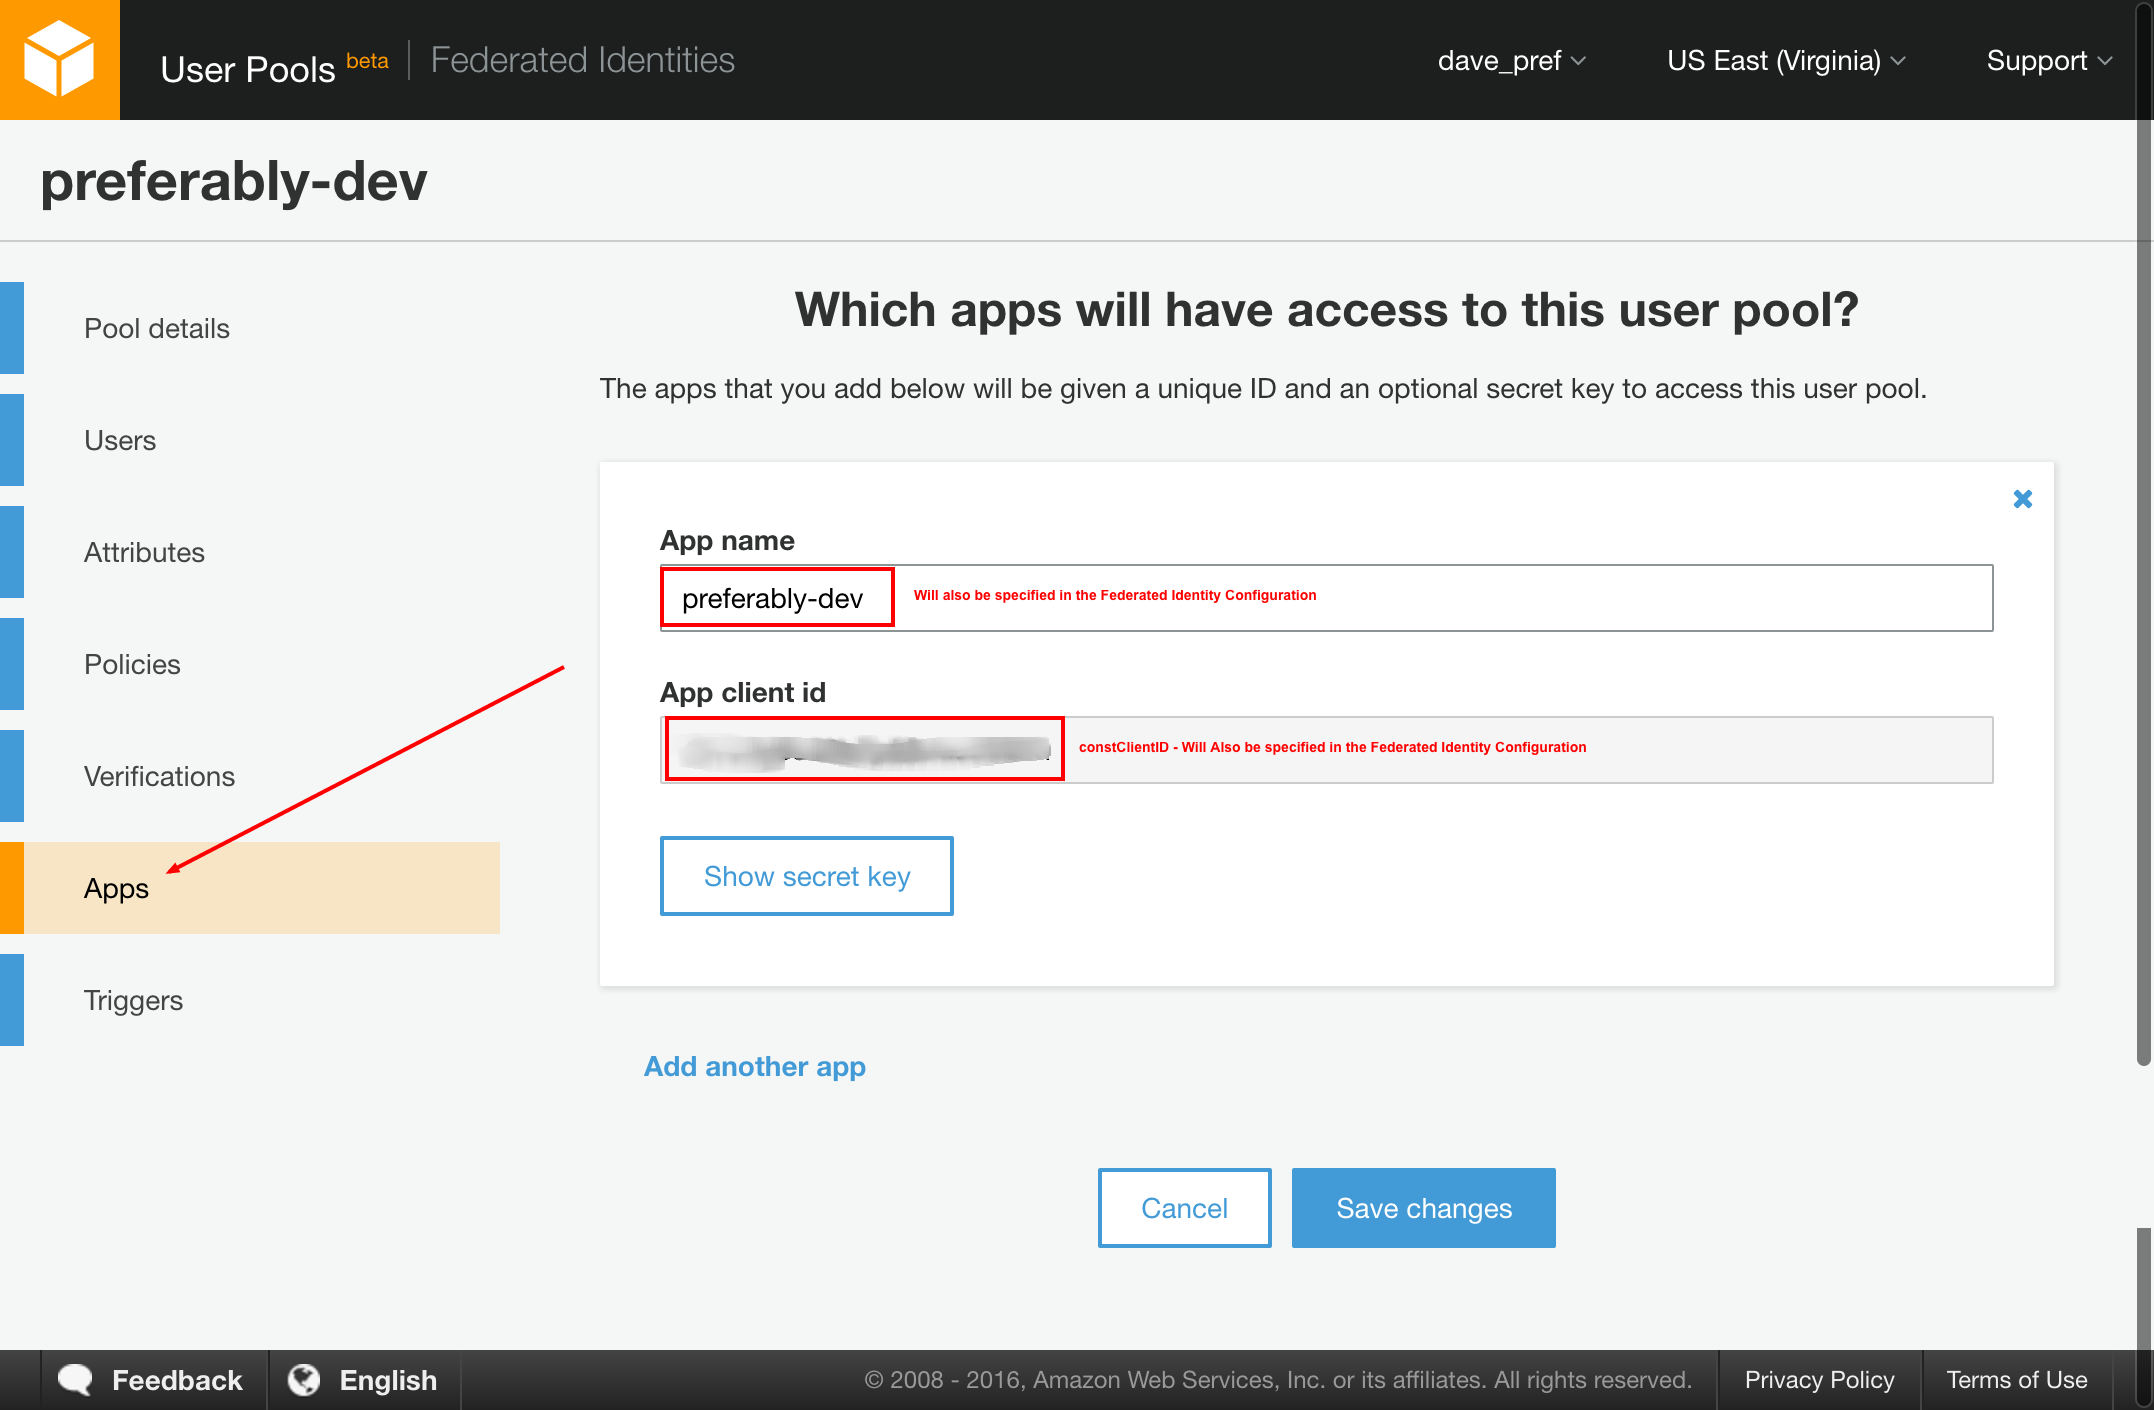 User Pools beta
Federated Identities
dave_pref
US East (Virginia)
Support
preferably-dev
Pool details
Users
Attributes
Policies
Verifications
Apps
Triggers
Which apps will have access to this user pool?
The apps that you add below will be given a unique ID and an optional secret key to access this user pool.
App name
preferably-dev
Will also be specified in the Federated Identity Configuration
App client id
constClientID - Will Also be specified in the Federated Identity Configuration
Show secret key
Add another app
Cancel
Save changes
Feedback
English
© 2008 - 2016, Amazon Web Services, Inc. or its affiliates. All rights reserved.
Privacy Policy
Terms of Use